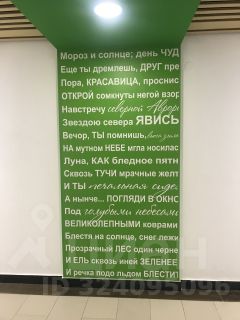 Мороз и солнце; день ЧУД
Еще ты дремлешь, ДРУГ пре
Пора, КРАСАВИЦА, проснис
ОТКРОЙ сомкнуты негой взор
Навстречу северной Авроры
Звездою севера ЯВИСЬ
Вечор, ТЫ ПОМНИШЬ, вьюга злила
НА мутном НЕБЕ мгла носилас
Луна, КАК бледное пятн
Сквозь ТУЧИ мрачные желт
И ТЫ печальная сиде
А нынче... ПОГЛЯДИ В ОКНО
Под голубыми небесами
ВЕЛИКОЛЕПНЫМИ коврами
Блестя на солнце, снег лежи
Прозрачный ЛЕС один черне
И ЕЛЬ сквозь иней ЗЕЛЕНЕЕ
И речка подо льдом БЛЕСТИТ
324095096